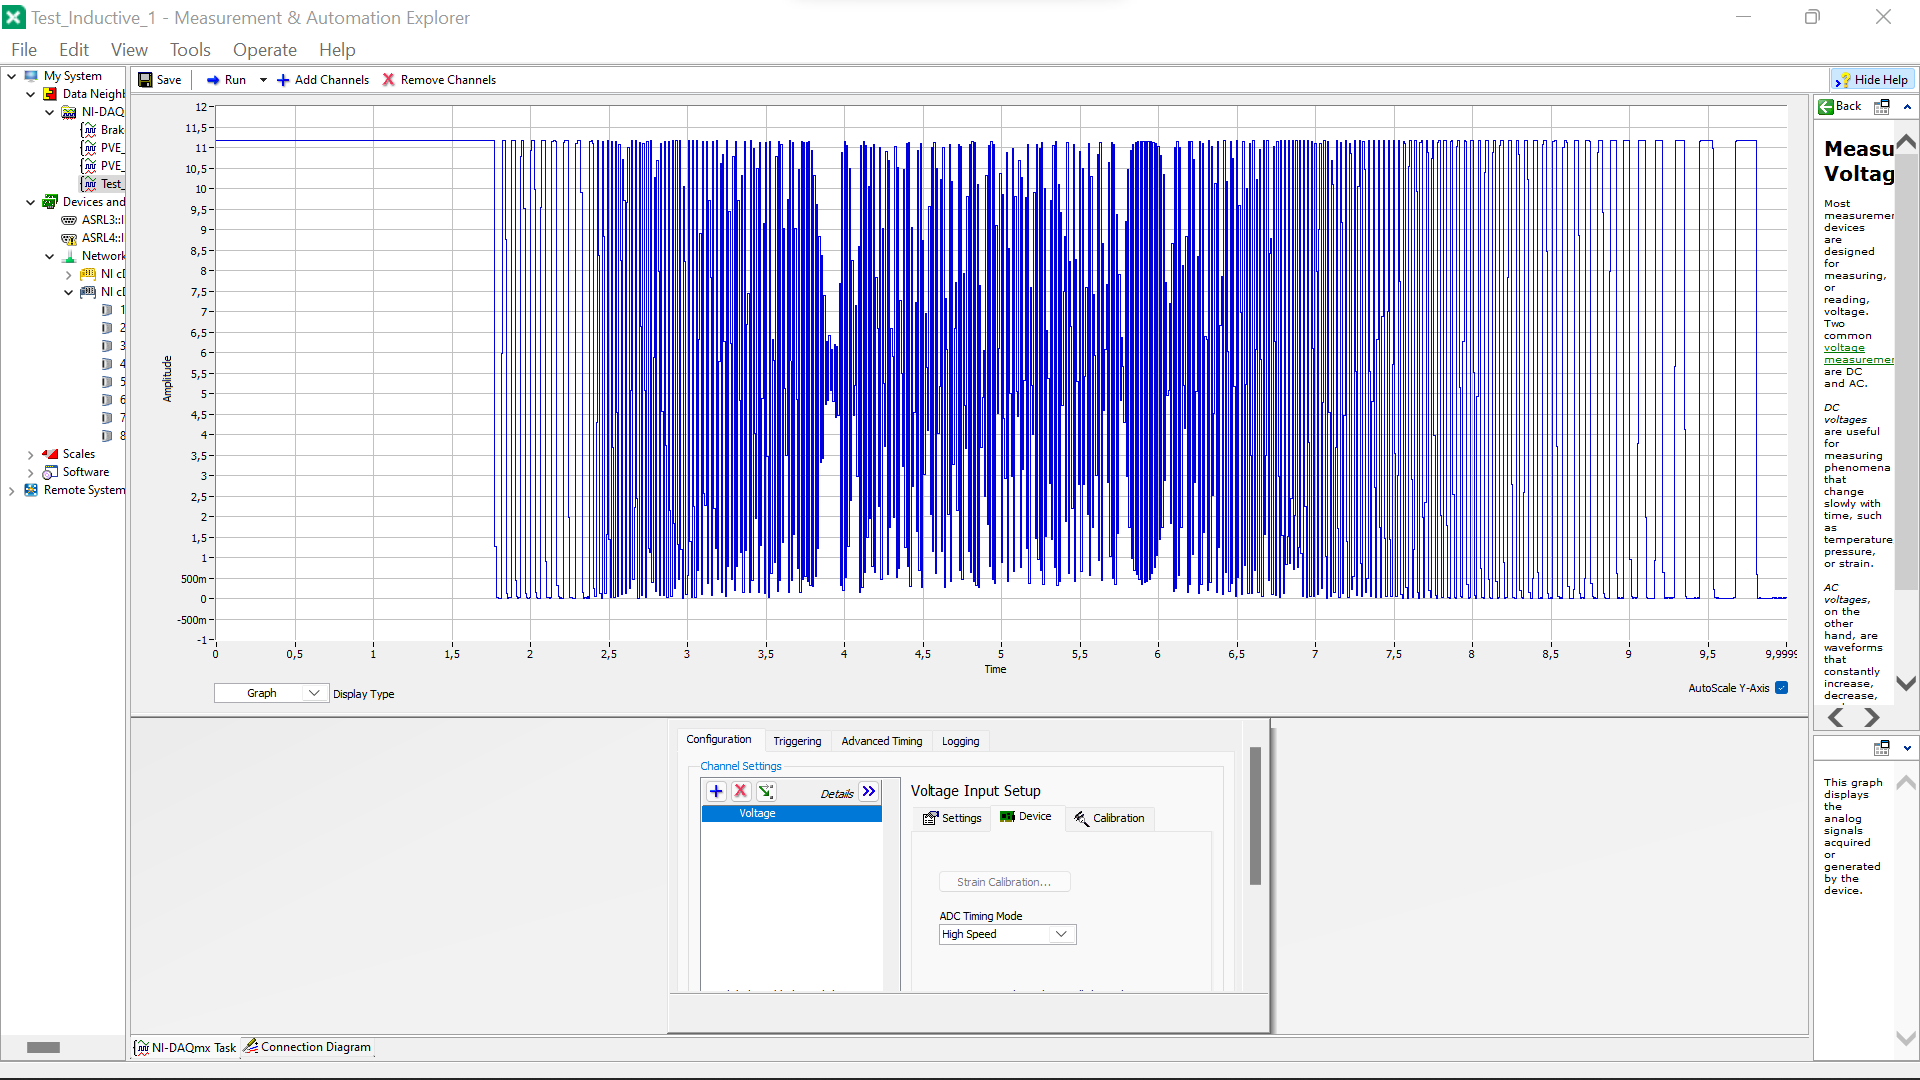 Test_Inductive_1 - Measurement & Automation Explorer
File Edit View Tools Operate Help
My System
Data Neighb
NI-DAQ
Brak
PVE_
PVE_
Test_
Devices and
ASRL3::I
ASRL4::I
Network
NI cD
NI cD
1
2
3
4
5
6
7
8
Scales
Software
Remote System
Save Run Add Channels Remove Channels
Hide Help
12
11,5
11
10,5
10
9,5
9
8,5
8
7,5
7
6,5
6
5,5
5
4,5
4
3,5
3
2,5
2
1,5
1
500m
0
-500m
-1
Amplitude
0 0,5 1 1,5 2 2,5 3 3,5 4 4,5 5 5,5 6 6,5 7 7,5 8 8,5 9 9,5 9,9999
Time
Graph Display Type
AutoScale Y-Axis
Configuration Triggering Advanced Timing Logging
Channel Settings
Details
Voltage
Voltage Input Setup
Settings Device Calibration
Strain Calibration...
ADC Timing Mode
High Speed
NI-DAQmx Task Connection Diagram
Back
Measu
Voltag
Most
measuremen
devices
are
designed
for
measuring,
or
reading,
voltage.
Two
common
voltage
measuremen
are DC
and AC.
DC
voltages
are useful
for
measuring
phenomena
that
change
slowly with
time, such
as
temperature,
pressure,
or strain.
AC
voltages,
on the
other
hand, are
waveforms
that
constantly
increase,
decrease,
This graph
displays
the
analog
signals
acquired
or
generated
by the
device.